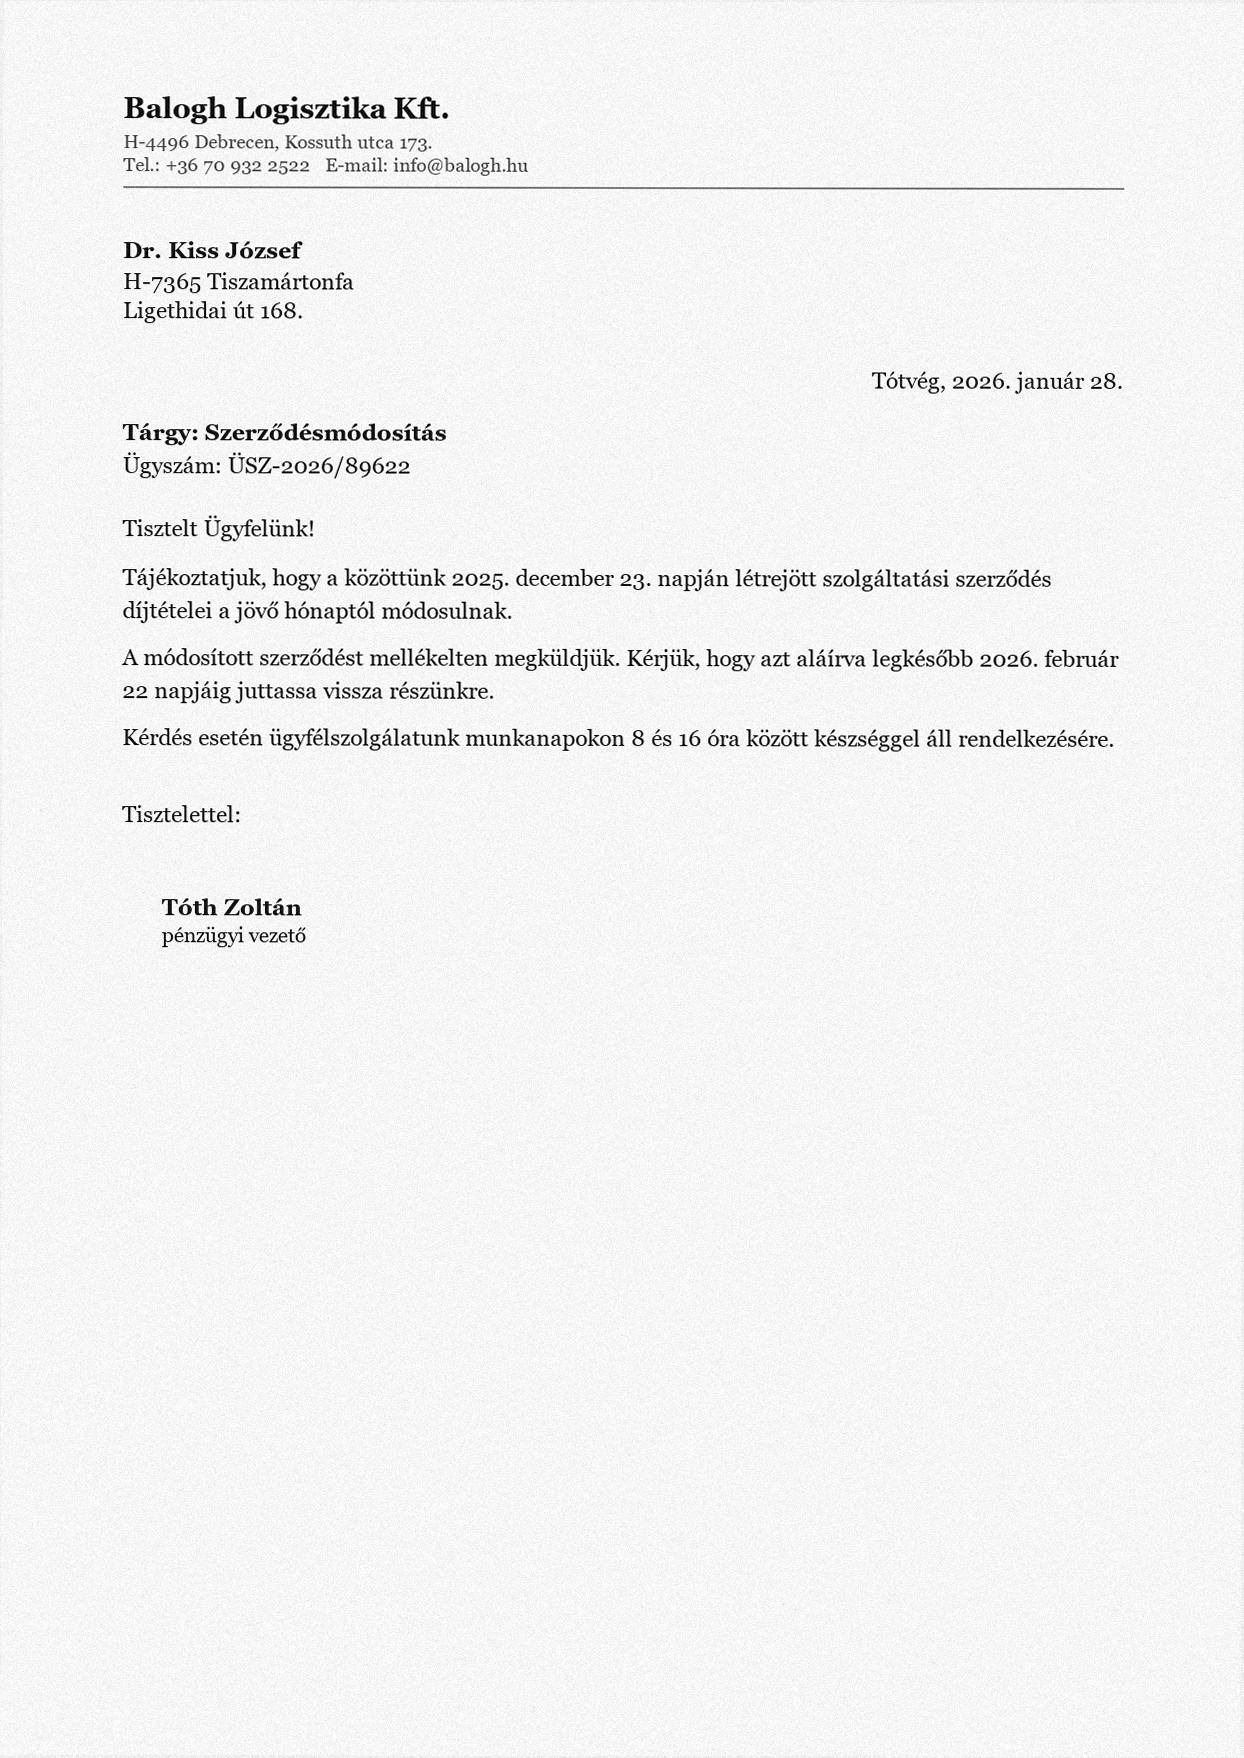 Balogh Logisztika Kft.
H-4496 Debrecen, Kossuth utca 173.
Tel.: +36 70 932 2522 E-mail: info@balogh.hu
Dr. Kiss József
H-7365 Tiszamártonfa
Ligethidai út 168.
Tótvég, 2026. január 28.
Tárgy: Szerződésmódosítás
Ügyszám: ÜSZ-2026/89622
Tisztelt Ügyfelünk!
Tájékoztatjuk, hogy a közöttünk 2025. december 23. napján létrejött szolgáltatási szerződés
díjtételei a jövő hónaptól módosulnak.
A módosított szerződést mellékelten megküldjük. Kérjük, hogy azt aláírva legkésőbb 2026. február
22 napjáig juttassa vissza részünkre.
Kérdés esetén ügyfélszolgálatunk munkanapokon 8 és 16 óra között készséggel áll rendelkezésére.
Tisztelettel:
Tóth Zoltán
pénzügyi vezető